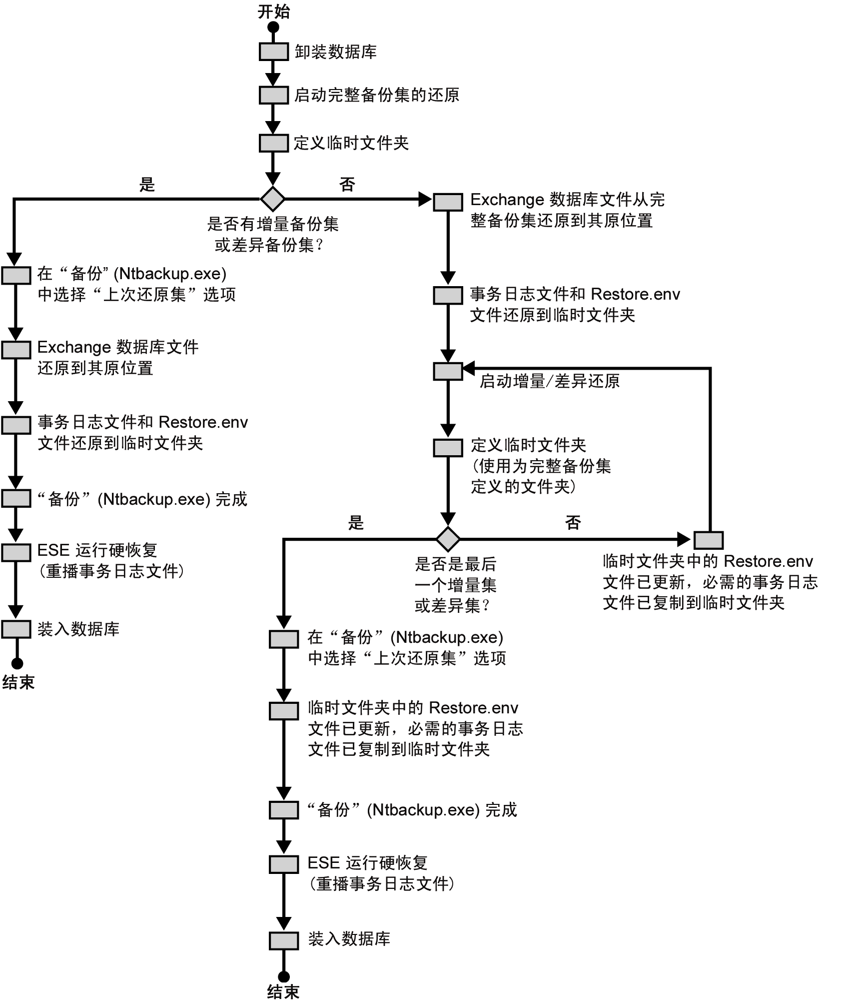 开始
卸装数据库
启动完整备份集的还原
定义临时文件夹
是
否
是否有增量备份集
或差异备份集？
在“备份” (Ntbackup.exe)
中选择“上次还原集”选项
Exchange 数据库文件
还原到其原位置
事务日志文件和 Restore.env
文件还原到临时文件夹
“备份” (Ntbackup.exe) 完成
ESE 运行硬恢复
(重播事务日志文件)
装入数据库
结束
Exchange 数据库文件从完
整备份集还原到其原位置
事务日志文件和 Restore.env
文件还原到临时文件夹
启动增量/差异还原
定义临时文件夹
(使用为完整备份集
定义的文件夹)
是
否
是否是最后
一个增量集
或差异集？
临时文件夹中的 Restore.env
文件已更新，必需的事务日志
文件已复制到临时文件夹
在“备份” (Ntbackup.exe)
中选择“上次还原集”选项
临时文件夹中的 Restore.env
文件已更新，必需的事务日志
文件已复制到临时文件夹
“备份” (Ntbackup.exe) 完成
ESE 运行硬恢复
(重播事务日志文件)
装入数据库
结束